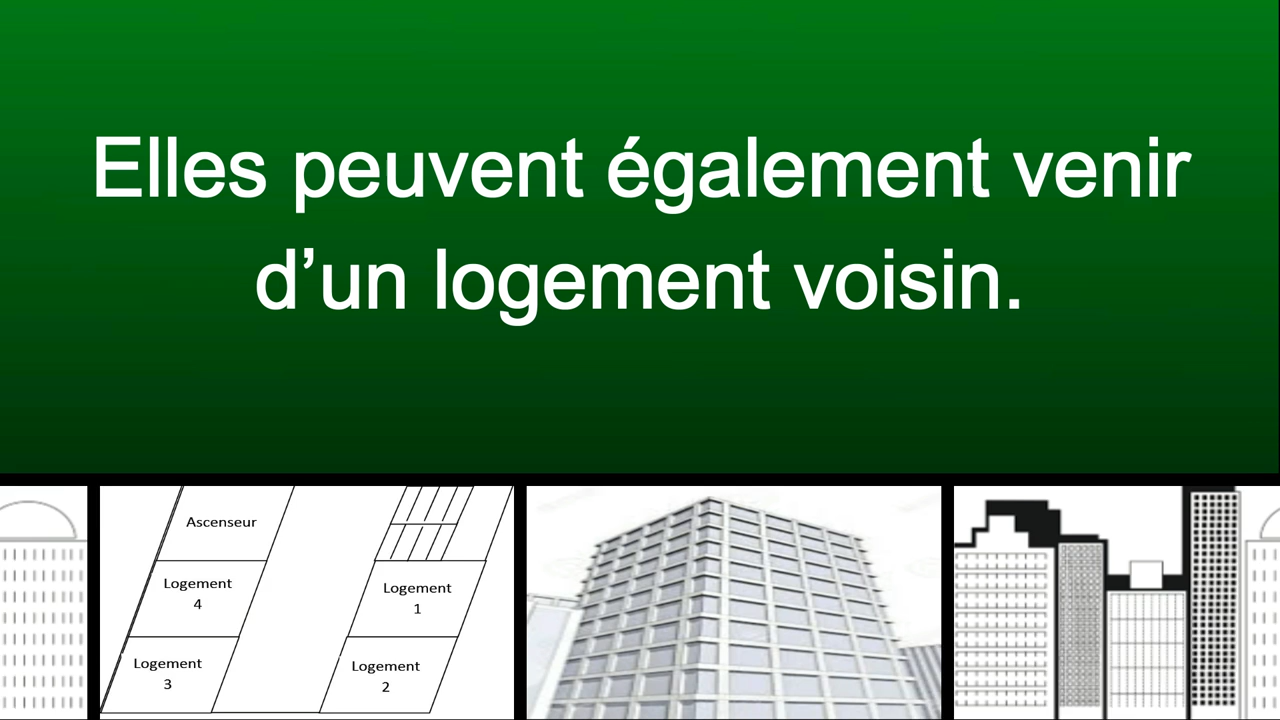 Elles peuvent également venir
d’un logement voisin.
Ascenseur
Logement
4
Logement
1
Logement
3
Logement
2